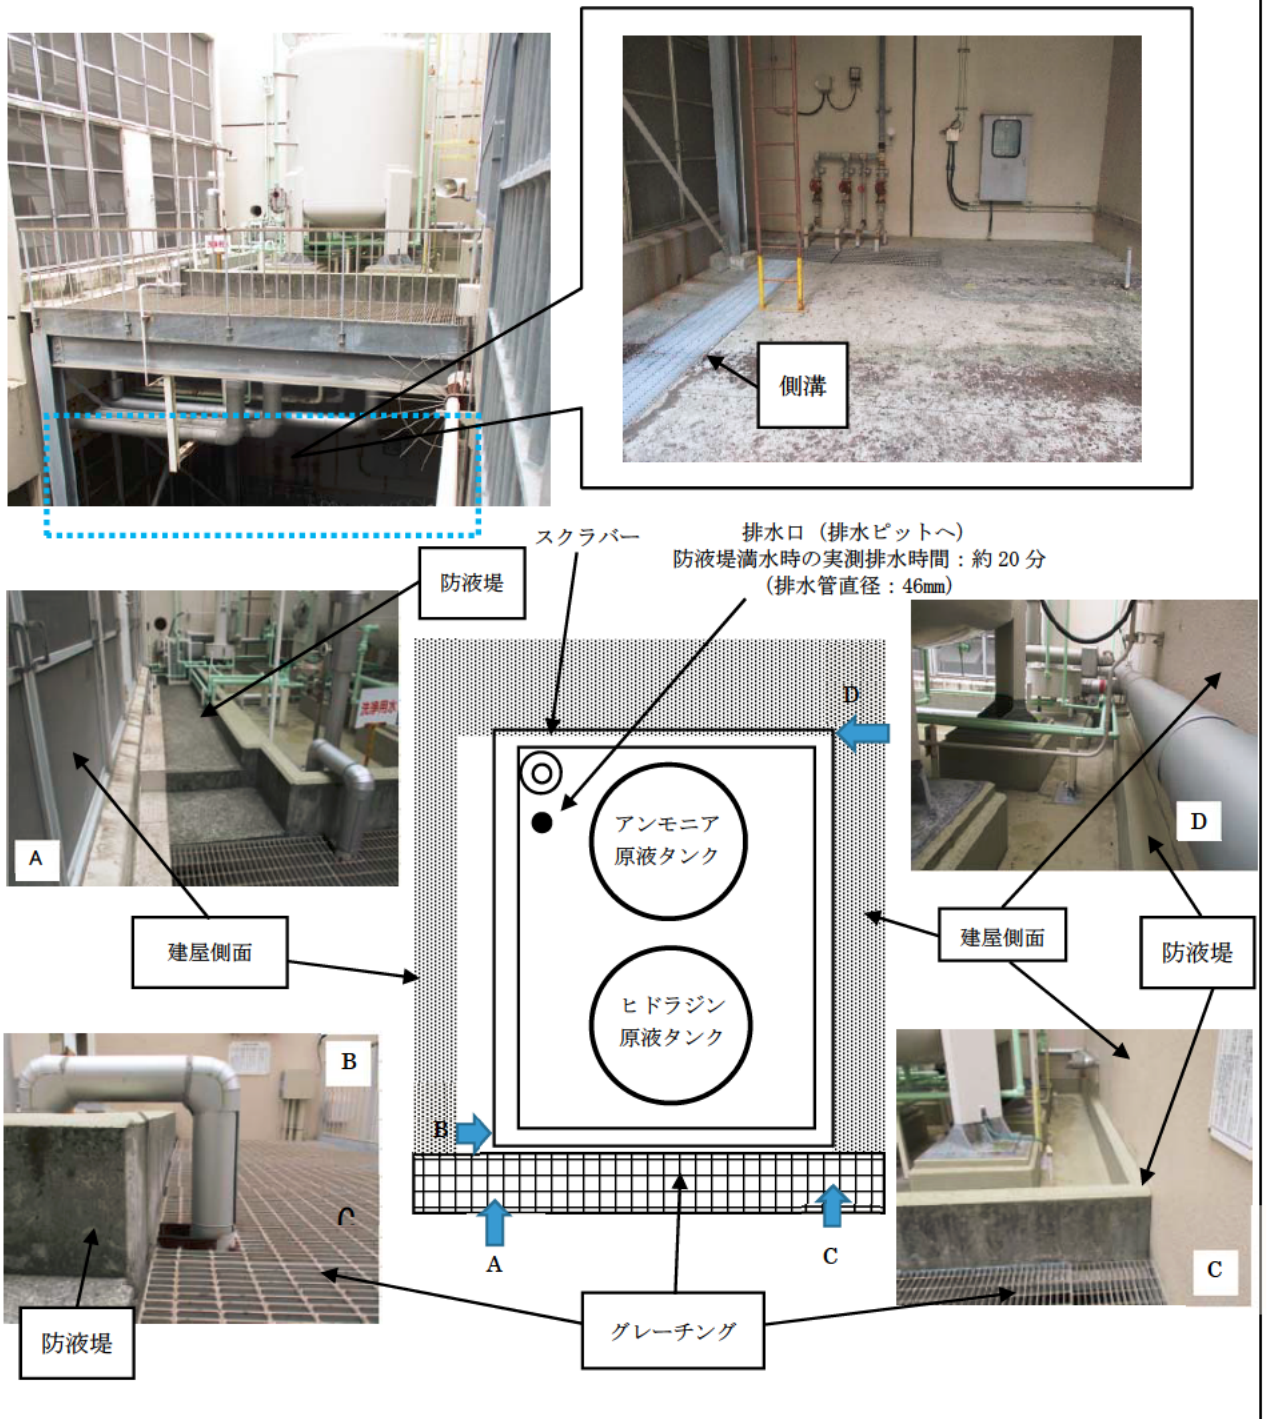 側溝
スクラバー
排水口（排水ピットへ）
防液堤満水時の実測排水時間：約 20 分
（排水管直径：46㎜）
防液堤
洗浄用水
A
D
D
アンモニア
原液タンク
建屋側面
建屋側面
防液堤
ヒドラジン
原液タンク
B
B
C
A
C
C
グレーチング
防液堤